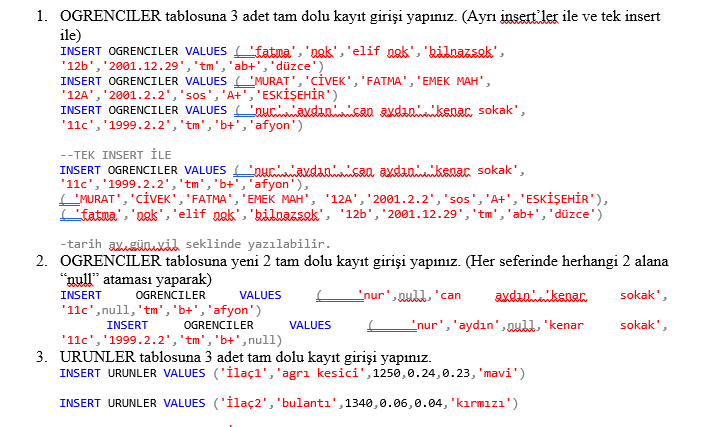 1. OGRENCILER tablosuna 3 adet tam dolu kayıt girişi yapınız. (Ayrı insert'ler ile ve tek insert
ile)
INSERT OGRENCILER VALUES ( 'fatma','nok','elif nok','bilnazsok',
'12b','2001.12.29','tm','ab+','düzce')
INSERT OGRENCILER VALUES ( 'MURAT','CİVEK','FATMA','EMEK MAH',
'12A','2001.2.2','sos','A+','ESKİŞEHİR')
INSERT OGRENCILER VALUES ( 'nur','aydın','can aydın','kenar sokak',
'11c','1999.2.2','tm','b+','afyon')
--TEK INSERT İLE
INSERT OGRENCILER VALUES ( 'nur','aydın','can aydın','kenar sokak',
'11c','1999.2.2','tm','b+','afyon'),
( 'MURAT','CİVEK','FATMA','EMEK MAH', '12A','2001.2.2','sos','A+','ESKİŞEHİR'),
( 'fatma','nok','elif nok','bilnazsok', '12b','2001.12.29','tm','ab+','düzce')
-tarih ay.gün.yil seklinde yazılabilir.
2. OGRENCILER tablosuna yeni 2 tam dolu kayıt girişi yapınız. (Her seferinde herhangi 2 alana
"null" ataması yaparak)
INSERT OGRENCILER VALUES ( 'nur',null,'can aydın','kenar sokak',
'11c',null,'tm','b+','afyon')
INSERT OGRENCILER VALUES ( 'nur','aydın',null,'kenar sokak',
'11c','1999.2.2','tm','b+',null)
3. URUNLER tablosuna 3 adet tam dolu kayıt girişi yapınız.
INSERT URUNLER VALUES ('İlaç1','agrı kesici',1250,0.24,0.23,'mavi')
INSERT URUNLER VALUES ('İlaç2','bulantı',1340,0.06,0.04,'kırmızı')